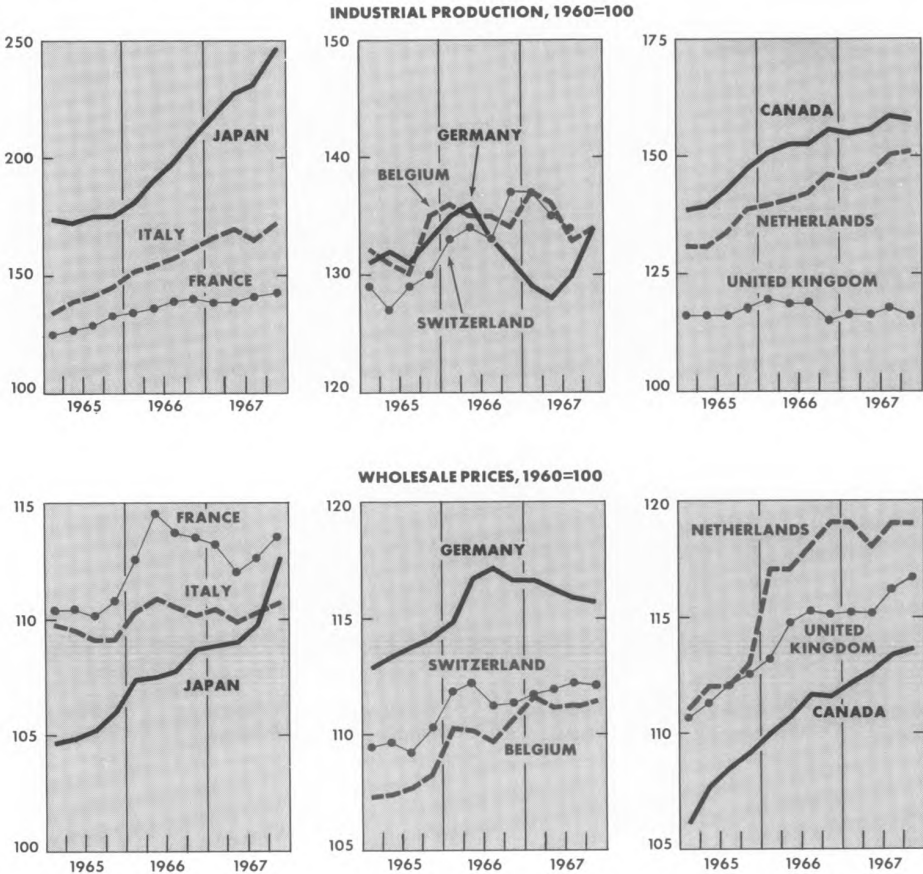 INDUSTRIAL PRODUCTION, 1960=100
250
200
150
100
JAPAN
ITALY
FRANCE
1965 1966 1967
150
140
130
120
GERMANY
BELGIUM
SWITZERLAND
1965 1966 1967
175
150
125
100
CANADA
NETHERLANDS
UNITED KINGDOM
1965 1966 1967
WHOLESALE PRICES, 1960=100
115
110
105
100
FRANCE
ITALY
JAPAN
1965 1966 1967
120
115
110
105
GERMANY
SWITZERLAND
BELGIUM
1965 1966 1967
120
115
110
105
NETHERLANDS
UNITED
KINGDOM
CANADA
1965 1966 1967